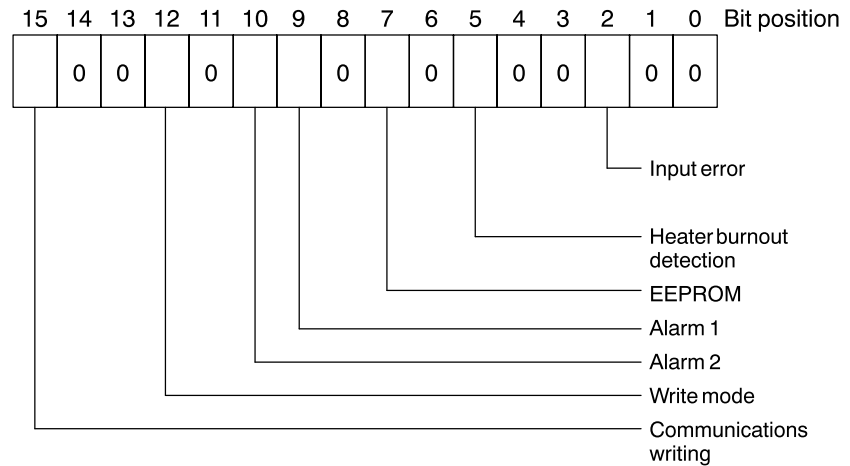 15 14 13 12 11 10 9 8 7 6 5 4 3 2 1 0 Bit position
0 0 0 0 0 0 0 0 0
Input error
Heater burnout
detection
EEPROM
Alarm 1
Alarm 2
Write mode
Communications
writing